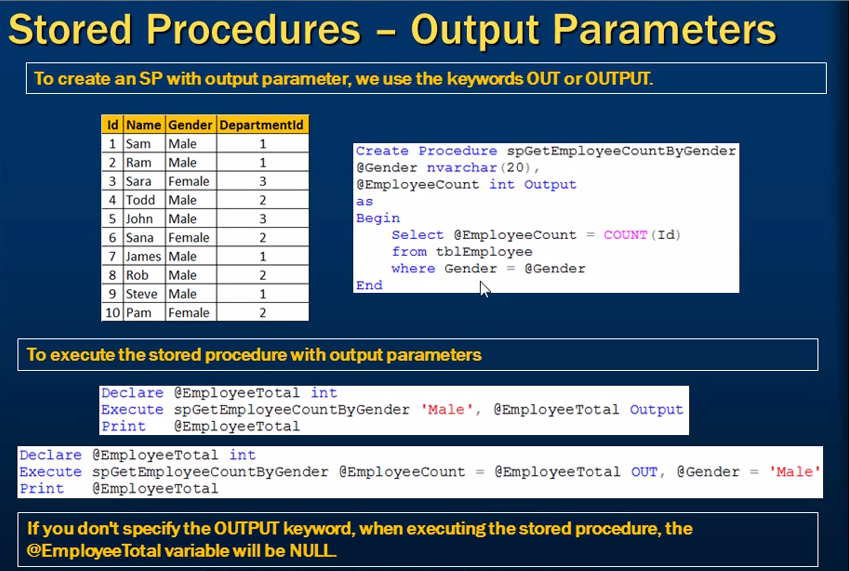 Stored Procedures – Output Parameters
To create an SP with output parameter, we use the keywords OUT or OUTPUT.
Id Name Gender DepartmentId
1 Sam Male 1
2 Ram Male 1
3 Sara Female 3
4 Todd Male 2
5 John Male 3
6 Sana Female 2
7 James Male 1
8 Rob Male 2
9 Steve Male 1
10 Pam Female 2
Create Procedure spGetEmployeeCountByGender
@Gender nvarchar(20),
@EmployeeCount int Output
as
Begin
Select @EmployeeCount = COUNT(Id)
from tblEmployee
where Gender = @Gender
End
To execute the stored procedure with output parameters
Declare @EmployeeTotal int
Execute spGetEmployeeCountByGender 'Male', @EmployeeTotal Output
Print @EmployeeTotal
Declare @EmployeeTotal int
Execute spGetEmployeeCountByGender @EmployeeCount = @EmployeeTotal OUT, @Gender = 'Male'
Print @EmployeeTotal
If you don't specify the OUTPUT keyword, when executing the stored procedure, the
@EmployeeTotal variable will be NULL.